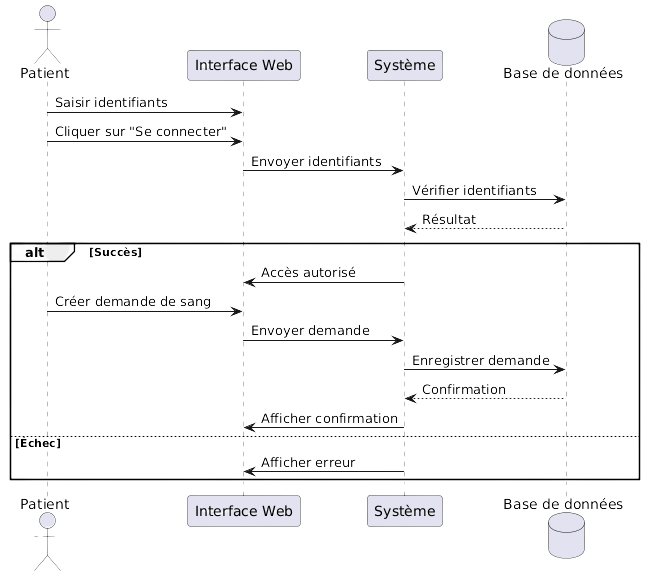 Patient
Interface Web
Système
Base de données
Saisir identifiants
Cliquer sur "Se connecter"
Envoyer identifiants
Vérifier identifiants
Résultat
alt [Succès]
Accès autorisé
Créer demande de sang
Envoyer demande
Enregistrer demande
Confirmation
Afficher confirmation
[Échec]
Afficher erreur
Patient
Interface Web
Système
Base de données